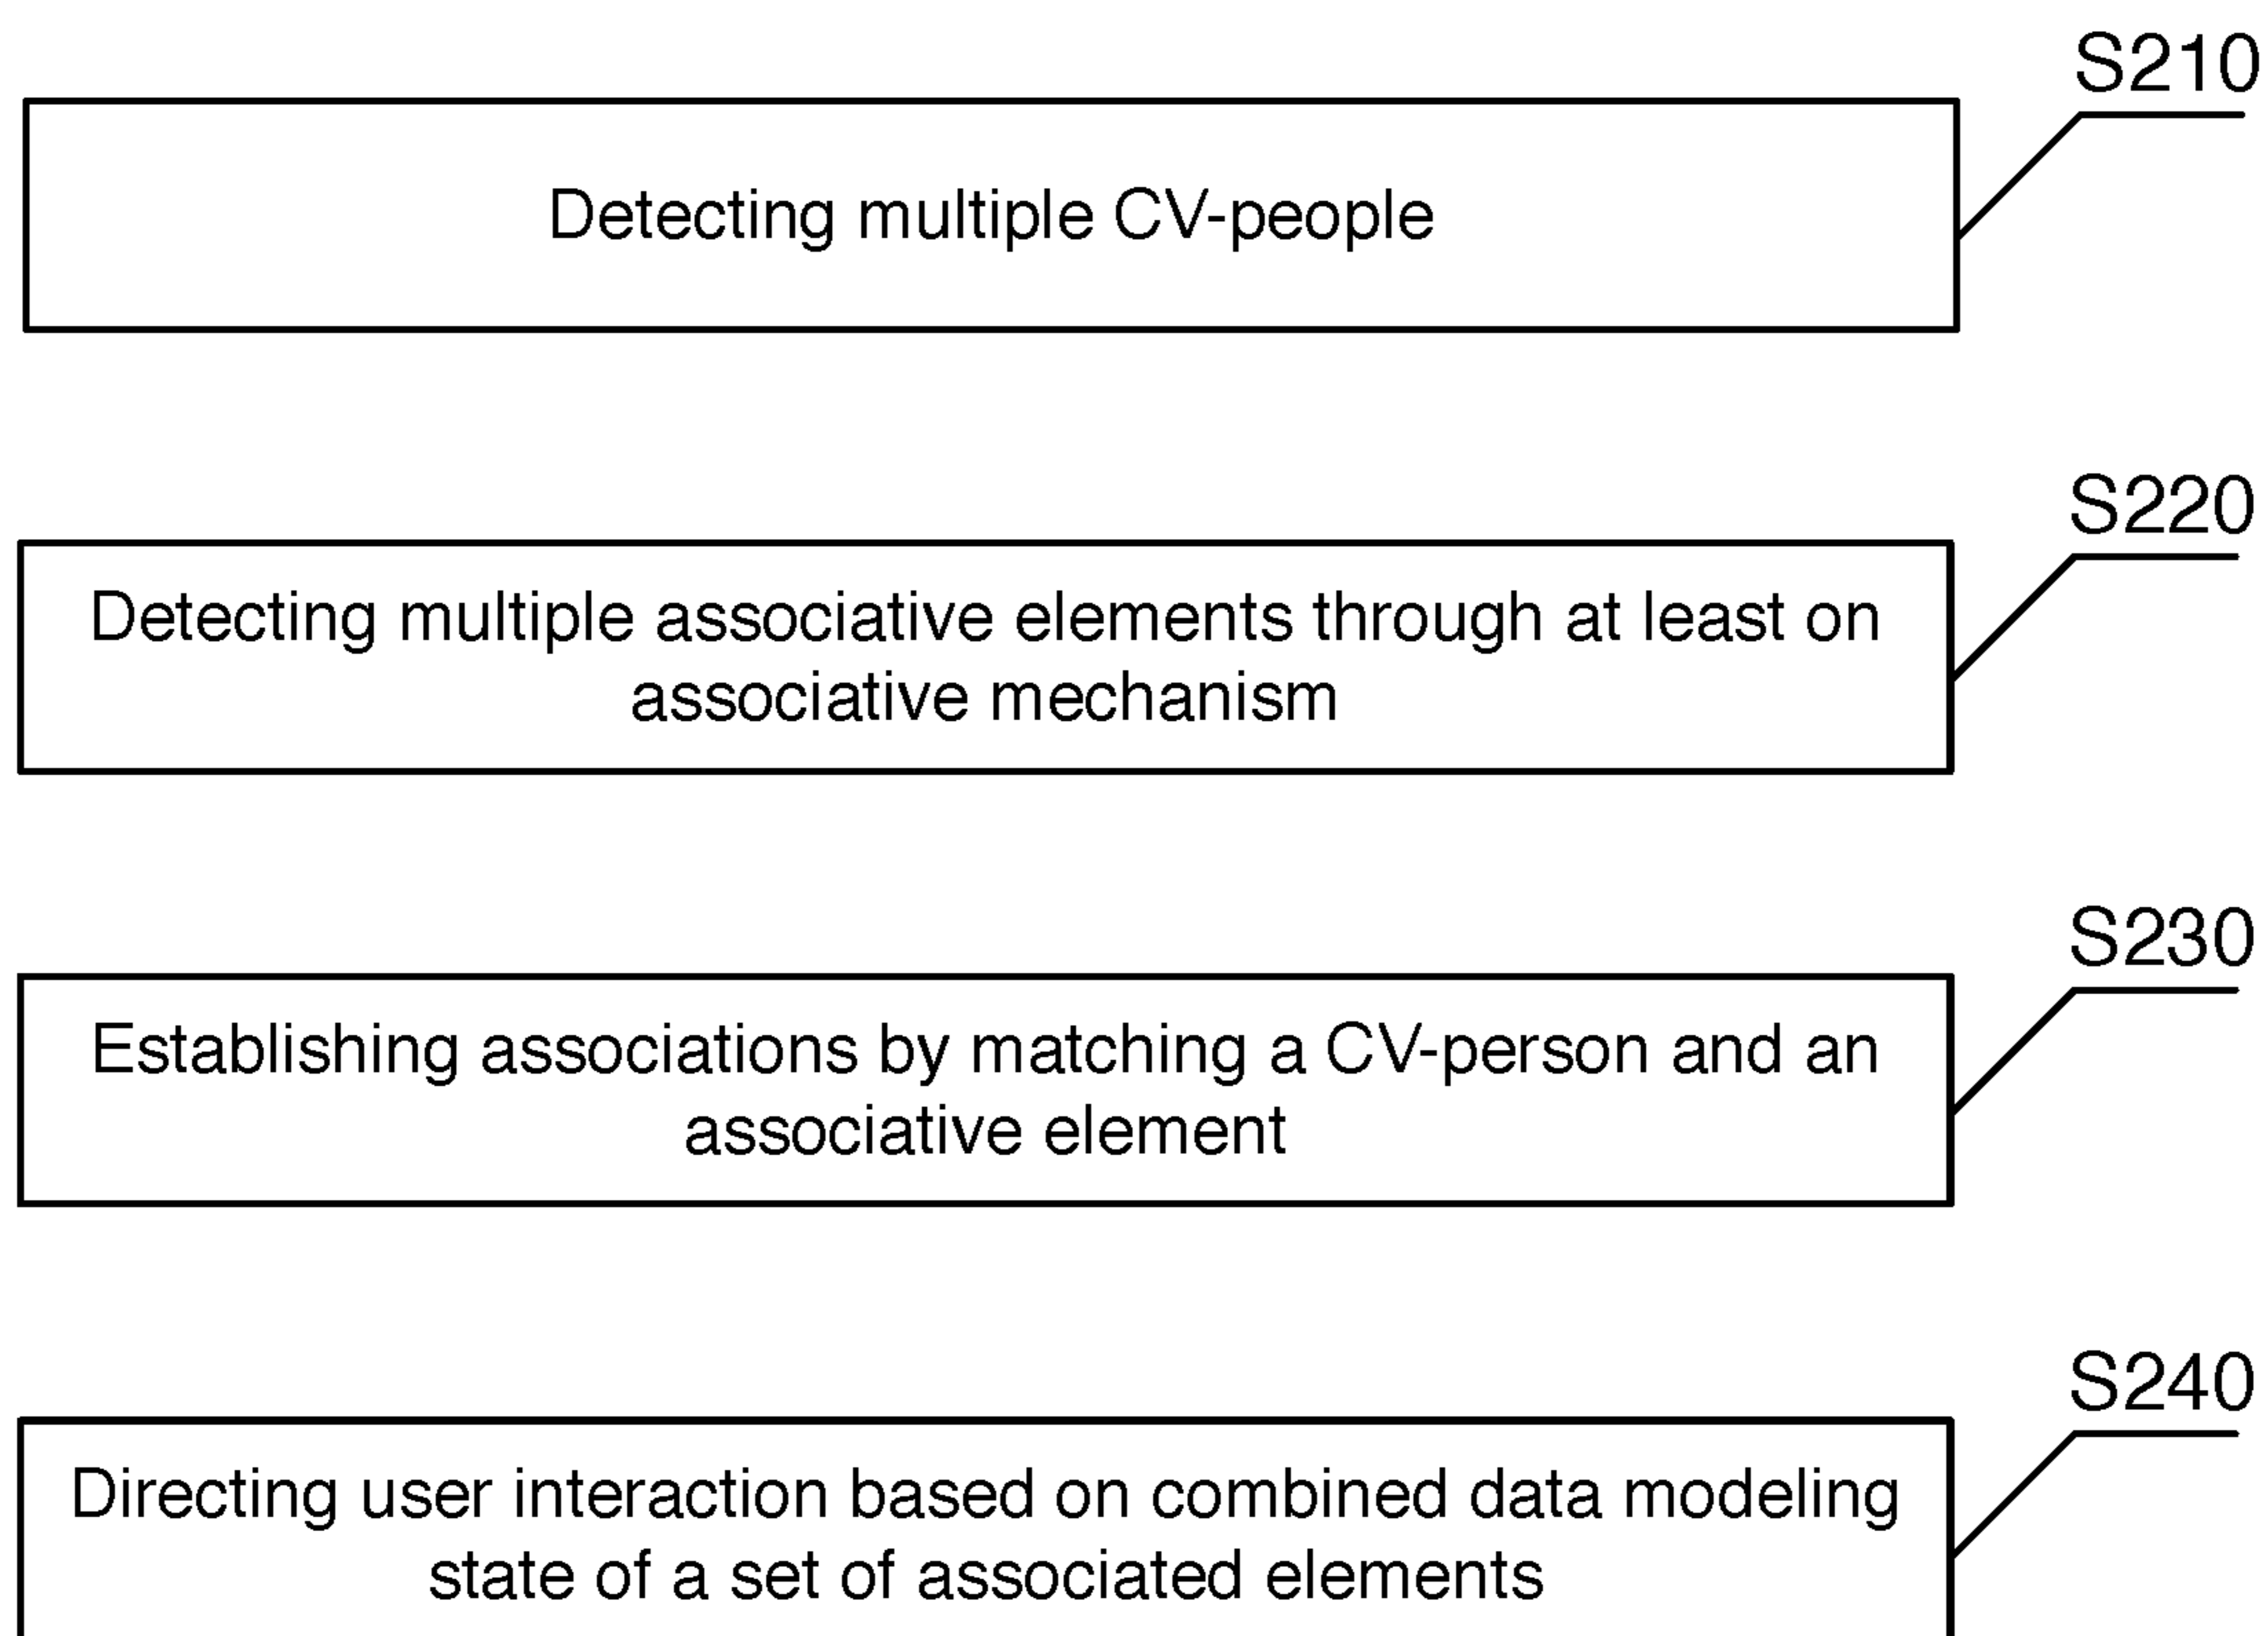 S210
Detecting multiple CV-people
S220
Detecting multiple associative elements through at least on
associative mechanism
S230
Establishing associations by matching a CV-person and an
associative element
S240
Directing user interaction based on combined data modeling
state of a set of associated elements